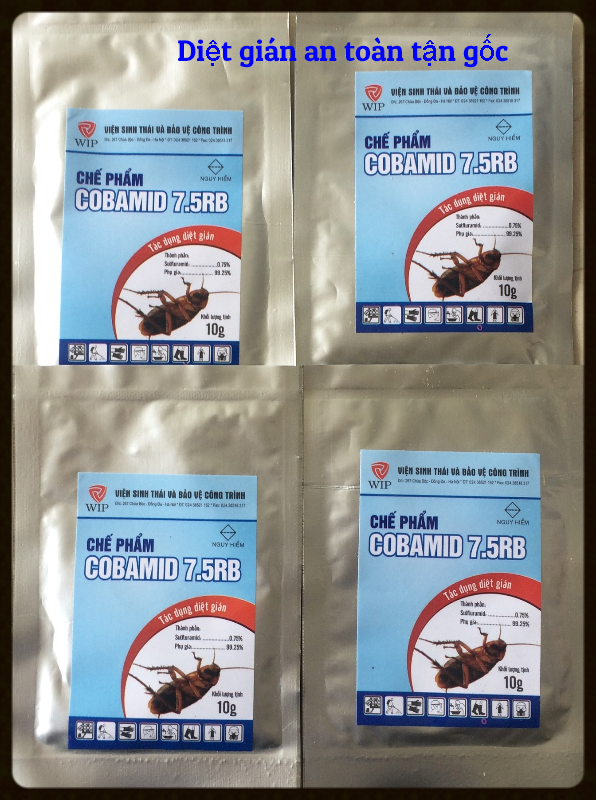 Diệt gián an toàn tận gốc
WIP
VIỆN SINH THÁI VÀ BẢO VỆ CÔNG TRÌNH
CHẾ PHẨM
COBAMID 7.5RB
NGUY HIỂM
Tác dụng diệt gián
Thành phần:
Sulfuramid......................0.75%
Phụ gia......................99.25%
Khối lượng tịnh
10g
WIP
VIỆN SINH THÁI VÀ BẢO VỆ CÔNG TRÌNH
CHẾ PHẨM
COBAMID 7.5RB
NGUY HIỂM
Tác dụng diệt gián
Thành phần:
Sulfuramid......................0.75%
Phụ gia......................99.25%
Khối lượng tịnh
10g
WIP
VIỆN SINH THÁI VÀ BẢO VỆ CÔNG TRÌNH
CHẾ PHẨM
COBAMID 7.5RB
NGUY HIỂM
Tác dụng diệt gián
Thành phần:
Sulfuramid......................0.75%
Phụ gia......................99.25%
Khối lượng tịnh
10g
WIP
VIỆN SINH THÁI VÀ BẢO VỆ CÔNG TRÌNH
CHẾ PHẨM
COBAMID 7.5RB
NGUY HIỂM
Tác dụng diệt gián
Thành phần:
Sulfuramid......................0.75%
Phụ gia......................99.25%
Khối lượng tịnh
10g